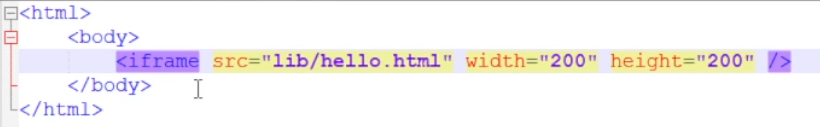 <html>
<body>
<iframe src="lib/hello.html" width="200" height="200" />
</body>
</html>